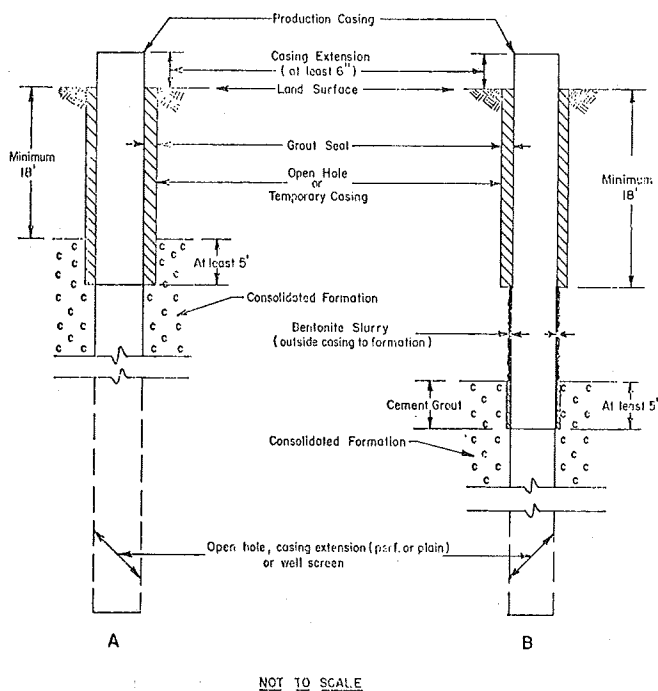 Production Casing
Casing Extension
(at least 6")
Land Surface
Minimum
18'
Grout Seal
Minimum
18'
Open Hole
or
Temporary Casing
At least 5'
Consolidated Formation
Bentonite Slurry
(outside casing to formation)
Cement Grout
At least 5'
Consolidated Formation
Open hole, casing extension (perf. or plain)
or well screen
A
B
NOT TO SCALE
c c c c c c c c c c c c c c c c c c c c